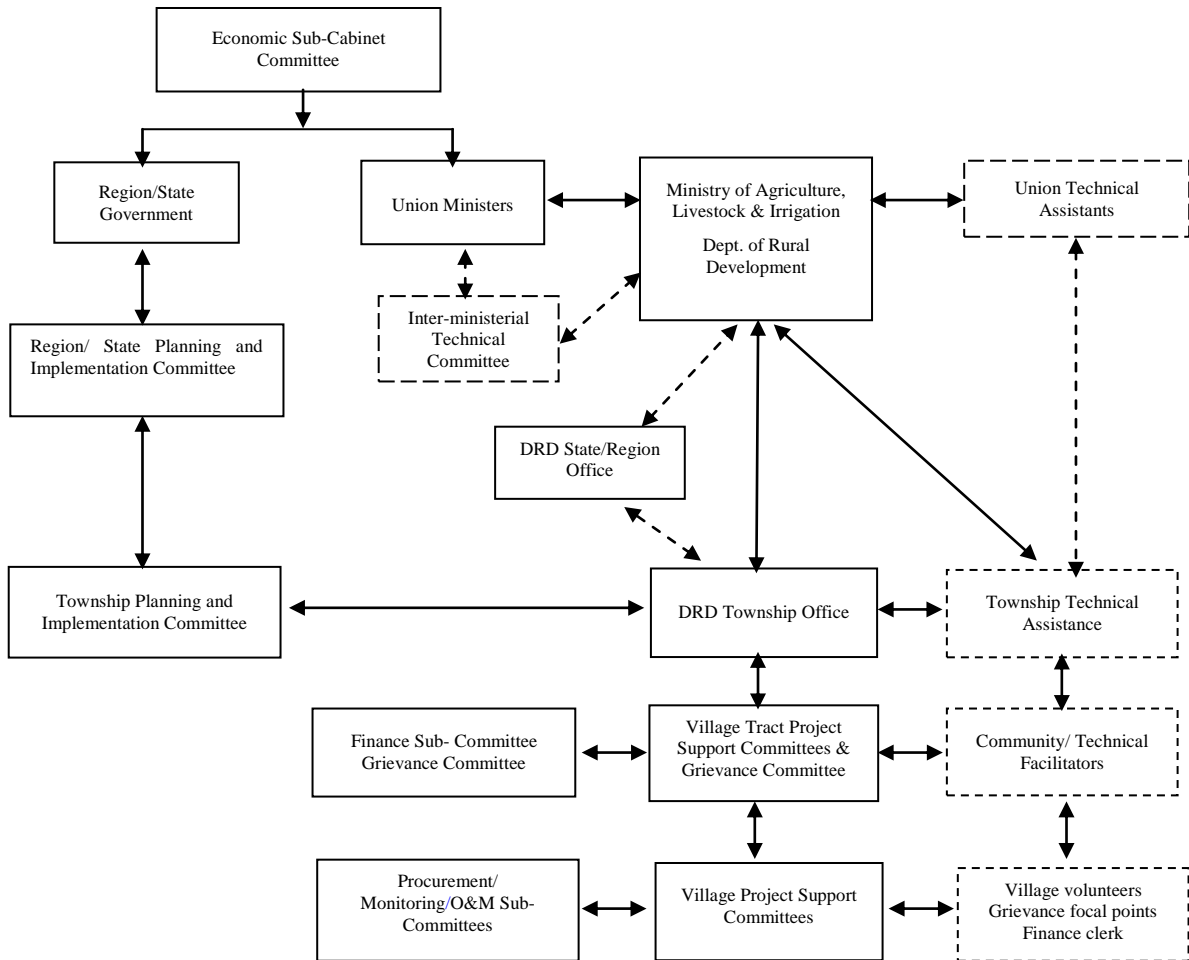 Economic Sub-Cabinet
Committee
Region/State
Government
Union Ministers
Ministry of Agriculture,
Livestock & Irrigation
Dept. of Rural
Development
Union Technical
Assistants
Region/ State Planning and
Implementation Committee
Inter-ministerial
Technical
Committee
DRD State/Region
Office
Township Planning and
Implementation Committee
DRD Township Office
Township Technical
Assistance
Finance Sub- Committee
Grievance Committee
Village Tract Project
Support Committees &
Grievance Committee
Community/ Technical
Facilitators
Procurement/
Monitoring/O&M Sub-
Committees
Village Project Support
Committees
Village volunteers
Grievance focal points
Finance clerk